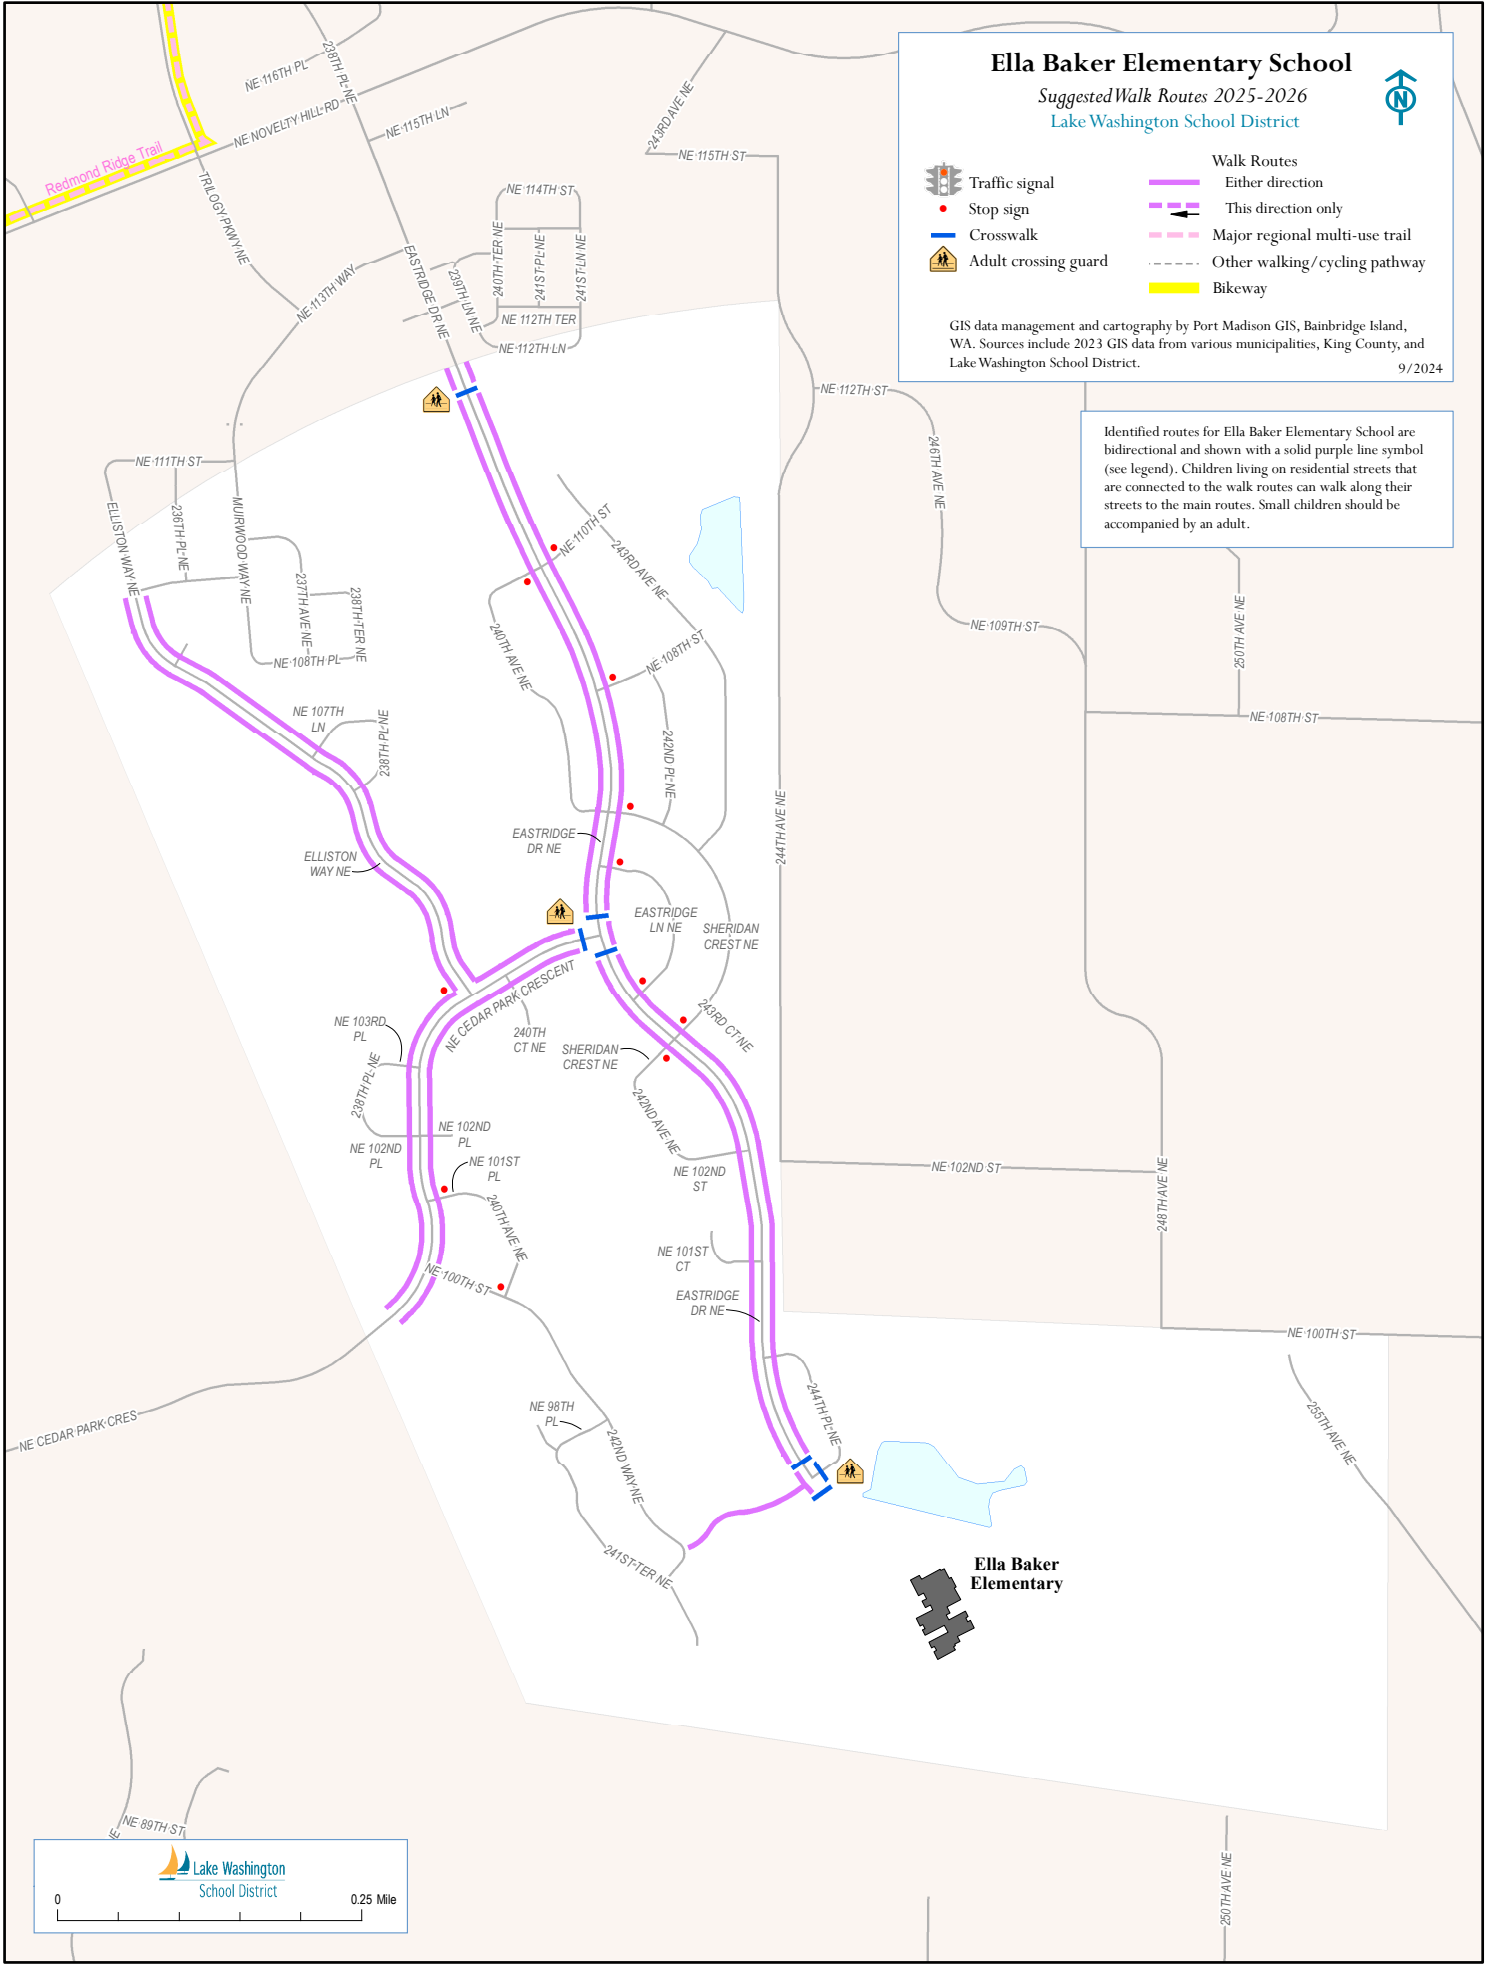 Ella Baker Elementary School
Suggested Walk Routes 2025-2026
Lake Washington School District
N
Traffic signal
Stop sign
Crosswalk
Adult crossing guard
Walk Routes
Either direction
This direction only
Major regional multi-use trail
Other walking/cycling pathway
Bikeway
GIS data management and cartography by Port Madison GIS, Bainbridge Island,
WA. Sources include 2023 GIS data from various municipalities, King County, and
Lake Washington School District.
9/2024
Identified routes for Ella Baker Elementary School are
bidirectional and shown with a solid purple line symbol
(see legend). Children living on residential streets that
are connected to the walk routes can walk along their
streets to the main routes. Small children should be
accompanied by an adult.
238TH PL NE
NE 116TH PL
NE NOVELTY HILL RD
NE 115TH LN
243RD AVE NE
NE 115TH ST
Redmond Ridge Trail
TRILOGY PKWY NE
NE 114TH ST
240TH TER NE
241ST PL NE
241ST LN NE
EASTRIDGE DR NE
239TH LN NE
NE 113TH WAY
NE 112TH TER
NE 112TH LN
NE 112TH ST
246TH AVE NE
NE 111TH ST
ELLISTON WAY NE
236TH PL NE
MUIRWOOD WAY NE
237TH AVE NE
238TH TER NE
NE 108TH PL
NE 110TH ST
243RD AVE NE
240TH AVE NE
NE 108TH ST
NE 109TH ST
250TH AVE NE
NE 108TH ST
NE 107TH
LN
238TH PL NE
242ND PL NE
244TH AVE NE
EASTRIDGE
DR NE
ELLISTON
WAY NE
EASTRIDGE
LN NE
SHERIDAN
CREST NE
NE CEDAR PARK CRESCENT
NE 103RD
PL
240TH
CT NE
243RD CT NE
SHERIDAN
CREST NE
238TH PL NE
242ND AVE NE
NE 102ND
PL
NE 102ND
PL
NE 101ST
PL
NE 102ND
ST
NE 102ND ST
248TH AVE NE
240TH AVE NE
NE 101ST
CT
NE 100TH ST
EASTRIDGE
DR NE
NE 100TH ST
244TH PL NE
NE 98TH
PL
255TH AVE NE
NE CEDAR PARK CRES
242ND WAY NE
241ST TER NE
Ella Baker
Elementary
NE 89TH ST
NE
250TH AVE NE
Lake Washington
School District
0
0.25 Mile